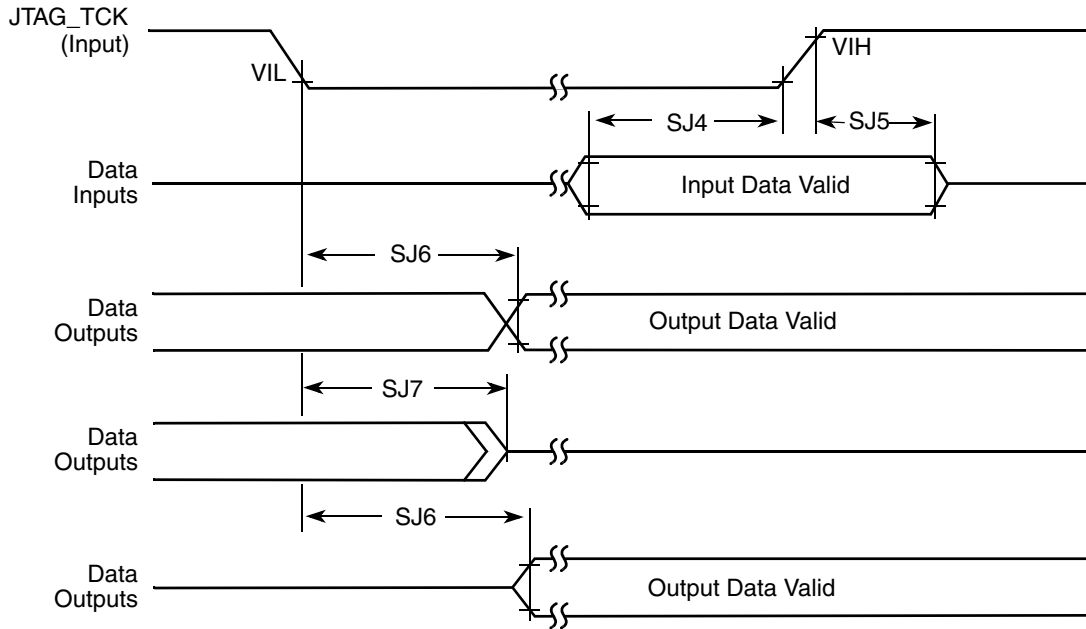 JTAG_TCK
(Input)
VIL
VIH
SJ4
SJ5
Data
Inputs
Input Data Valid
SJ6
Data
Outputs
Output Data Valid
SJ7
Data
Outputs
SJ6
Data
Outputs
Output Data Valid